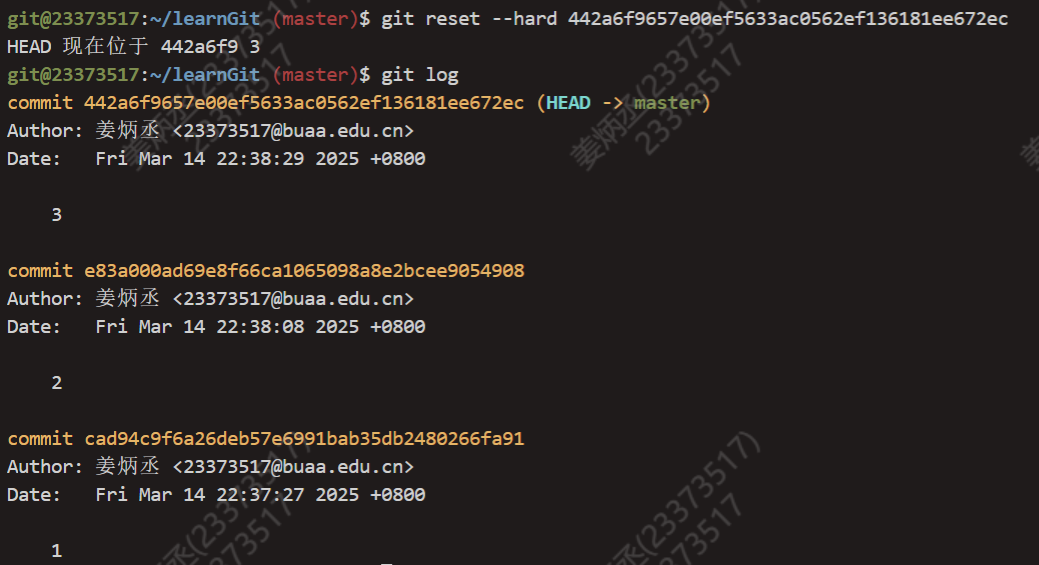 git@23373517:~/learnGit (master)$ git reset --hard 442a6f9657e00ef5633ac0562ef136181ee672ec
HEAD 现在位于 442a6f9 3
git@23373517:~/learnGit (master)$ git log
commit 442a6f9657e00ef5633ac0562ef136181ee672ec (HEAD -> master)
Author: 姜炳丞 <23373517@buaa.edu.cn>
Date:   Fri Mar 14 22:38:29 2025 +0800
3
commit e83a000ad69e8f66ca1065098a8e2bcee9054908
Author: 姜炳丞 <23373517@buaa.edu.cn>
Date:   Fri Mar 14 22:38:08 2025 +0800
2
commit cad94c9f6a26deb57e6991bab35db2480266fa91
Author: 姜炳丞 <23373517@buaa.edu.cn>
Date:   Fri Mar 14 22:37:27 2025 +0800
1
姜炳丞(23373517)
23373517
姜炳丞(23373517)
23373517
姜
丞(23373517)
23373517
丞(23373517)
23373517